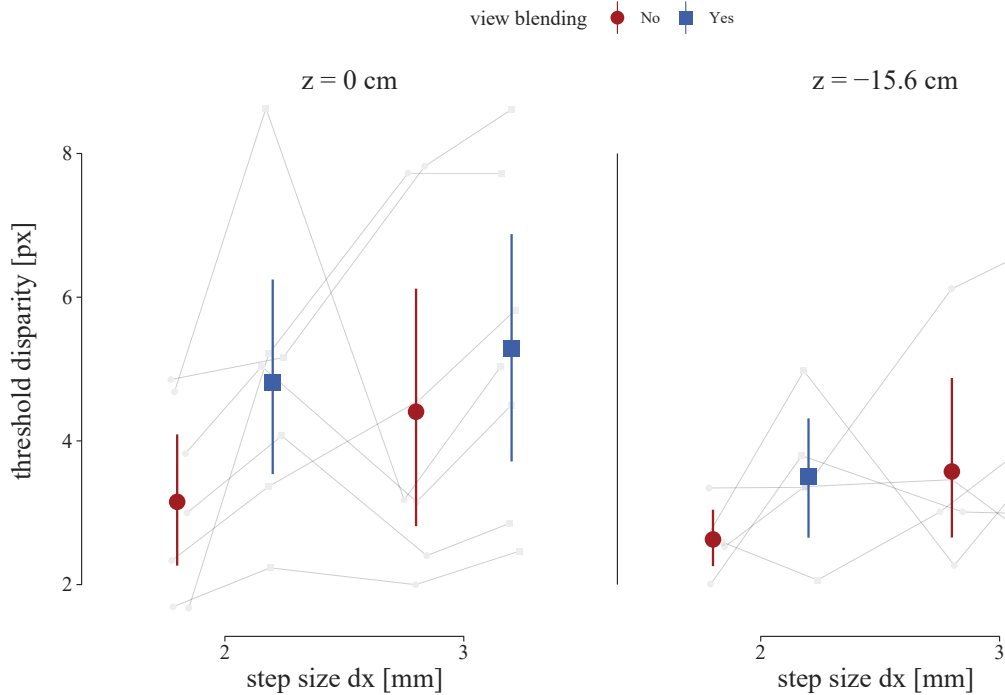 view blending No Yes
z = 0 cm
z = −15.6 cm
threshold disparity [px]
8
6
4
2
2 3
2 3
step size dx [mm]
step size dx [mm]